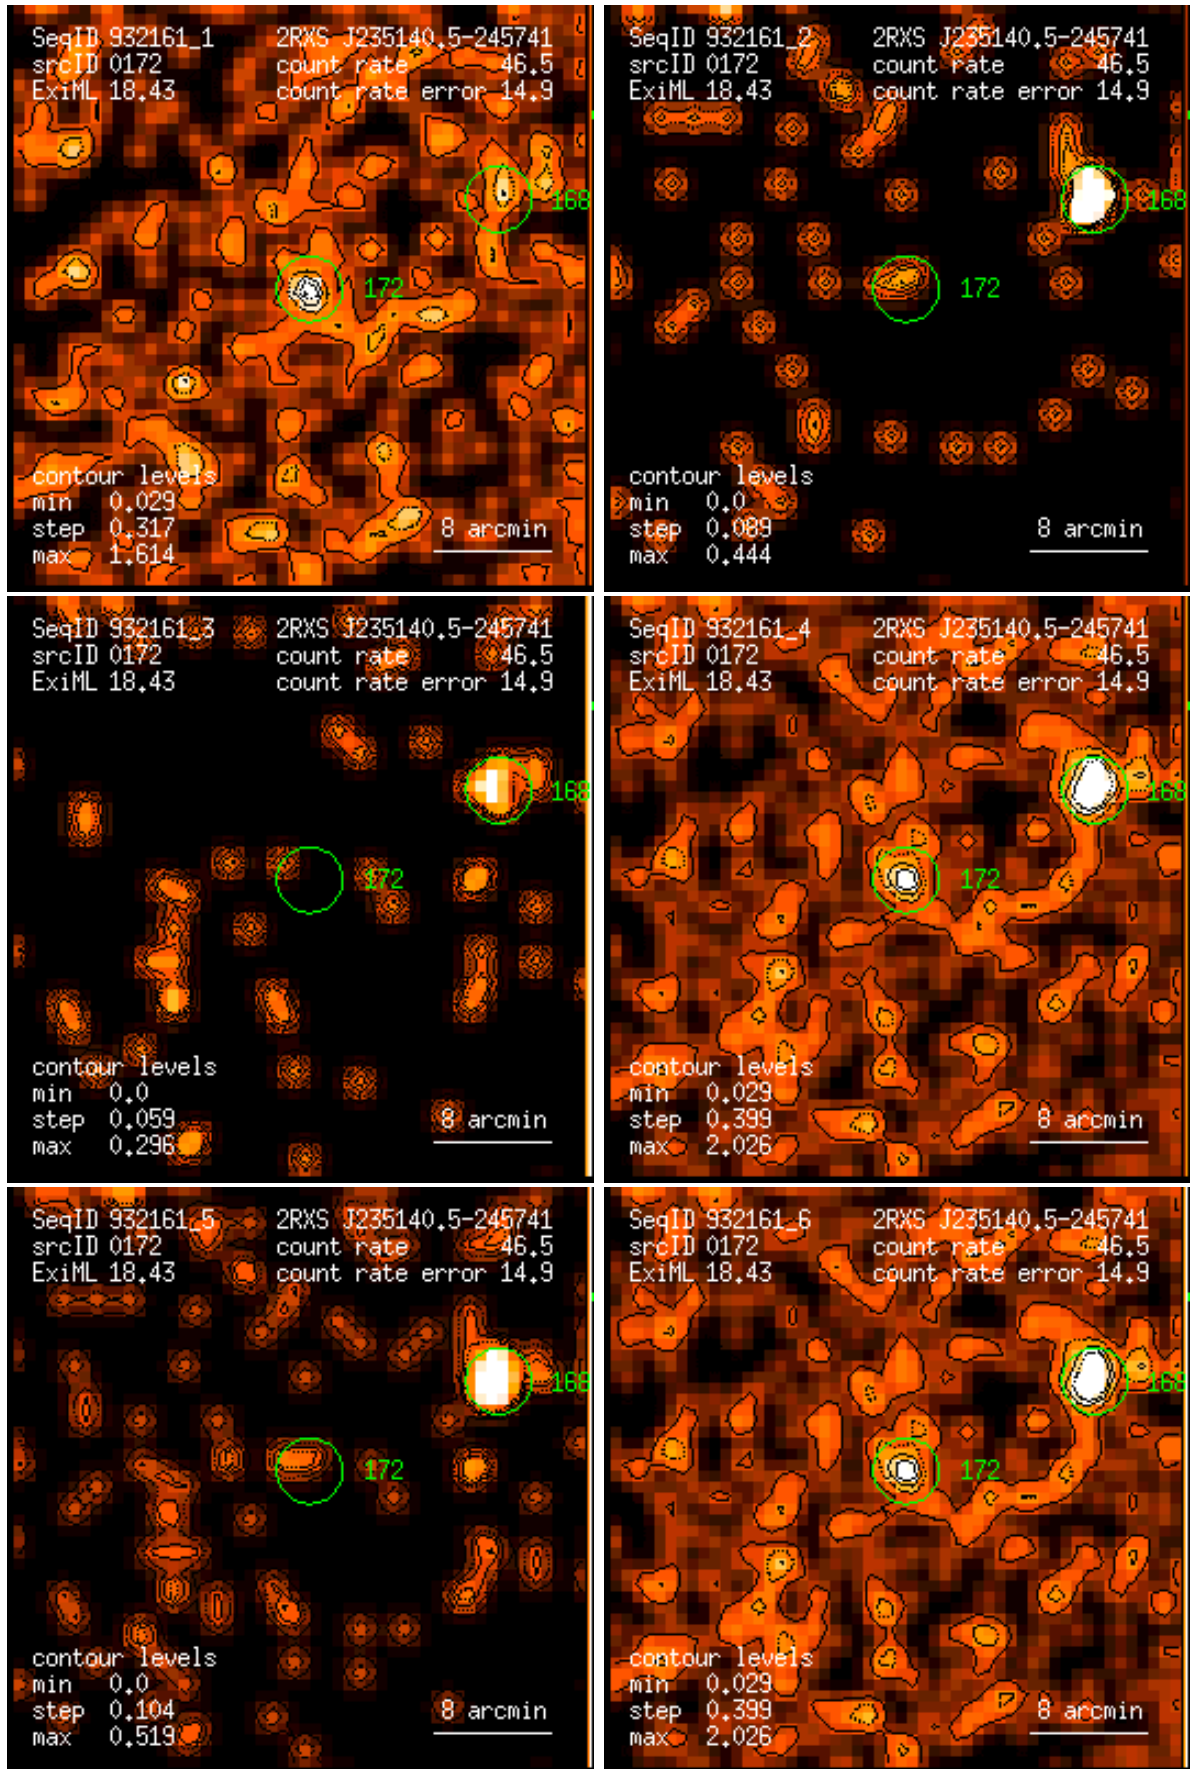 SeqID 932161_1 2RXS J235140.5-245741
srcID 0172 count rate 46.5
ExiML 18.43 count rate error 14.9
168
172
contour levels
min 0.029
step 0.317 8 arcmin
max 1.614
SeqID 932161_2 2RXS J235140.5-245741
srcID 0172 count rate 46.5
ExiML 18.43 count rate error 14.9
168
172
contour levels
min 0.0
step 0.089 8 arcmin
max 0.444
SeqID 932161_3 2RXS J235140.5-245741
srcID 0172 count rate 46.5
ExiML 18.43 count rate error 14.9
168
172
contour levels
min 0.0
step 0.059 8 arcmin
max 0.296
SeqID 932161_4 2RXS J235140.5-245741
srcID 0172 count rate 46.5
ExiML 18.43 count rate error 14.9
168
172
contour levels
min 0.029
step 0.399 8 arcmin
max 2.026
SeqID 932161_5 2RXS J235140.5-245741
srcID 0172 count rate 46.5
ExiML 18.43 count rate error 14.9
168
172
contour levels
min 0.0
step 0.104 8 arcmin
max 0.519
SeqID 932161_6 2RXS J235140.5-245741
srcID 0172 count rate 46.5
ExiML 18.43 count rate error 14.9
168
172
contour levels
min 0.029
step 0.399 8 arcmin
max 2.026